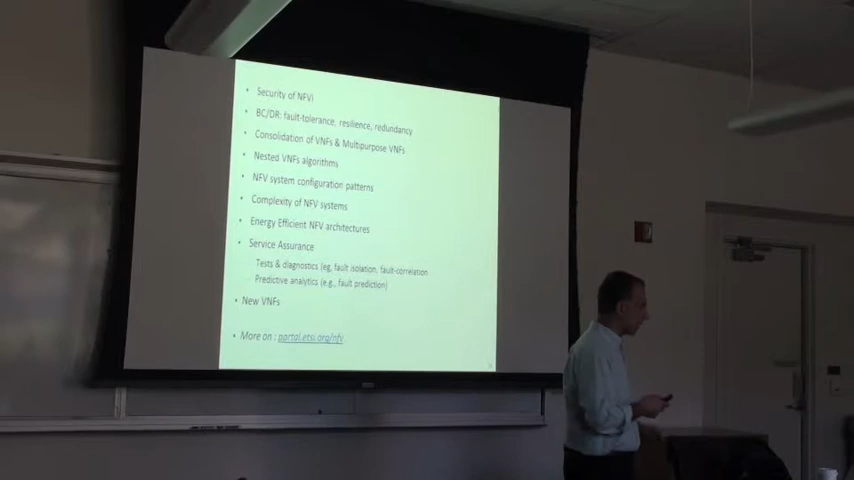 • Security of NFVI
• BC/DR: fault-tolerance, resilience, redundancy
• Consolidation of VNFs & Multipurpose VNFs
• Nested VNFs algorithms
• NFV system configuration patterns
• Complexity of NFV systems
• Energy Efficient NFV architectures
• Service Assurance
Tests & diagnostics (eg, fault isolation, fault-correlation
Predictive analytics (e.g., fault prediction)
• New VNFs
• More on : portal.etsi.org/nfv